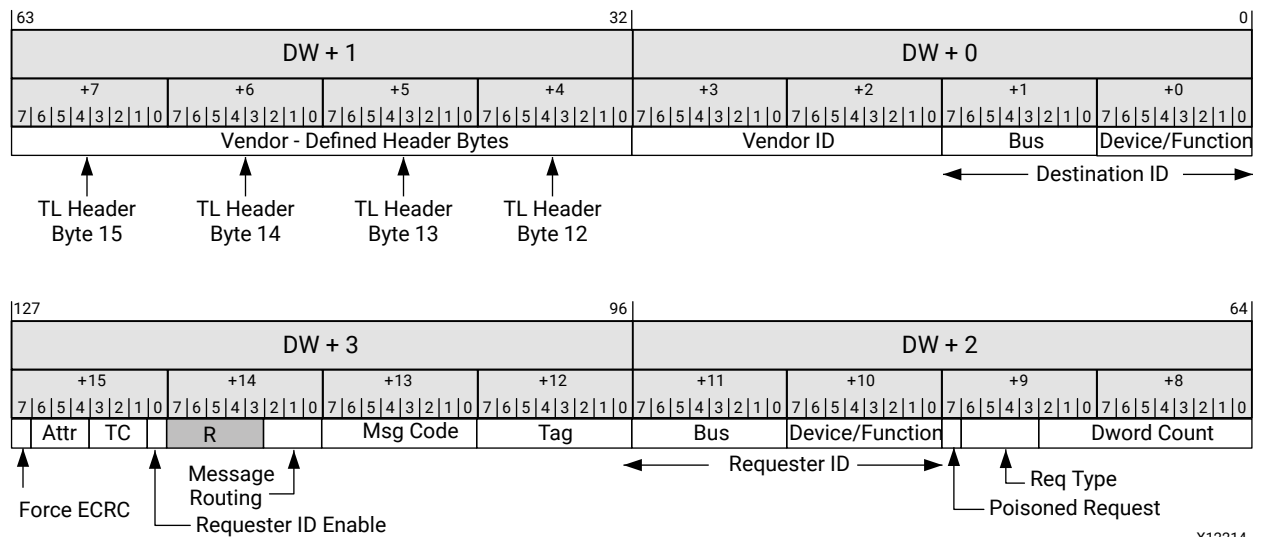 63 32 0
DW + 1 DW + 0
+7 +6 +5 +4 +3 +2 +1 +0
7 6 5 4 3 2 1 0 7 6 5 4 3 2 1 0 7 6 5 4 3 2 1 0 7 6 5 4 3 2 1 0 7 6 5 4 3 2 1 0 7 6 5 4 3 2 1 0 7 6 5 4 3 2 1 0 7 6 5 4 3 2 1 0
Vendor - Defined Header Bytes Vendor ID Bus Device/Function
Destination ID
TL Header TL Header TL Header TL Header
Byte 15 Byte 14 Byte 13 Byte 12
127 96 64
DW + 3 DW + 2
+15 +14 +13 +12 +11 +10 +9 +8
7 6 5 4 3 2 1 0 7 6 5 4 3 2 1 0 7 6 5 4 3 2 1 0 7 6 5 4 3 2 1 0 7 6 5 4 3 2 1 0 7 6 5 4 3 2 1 0 7 6 5 4 3 2 1 0 7 6 5 4 3 2 1 0
Attr TC R Msg Code Tag Bus Device/Function Dword Count
Message Requester ID Req Type
Routing
Force ECRC Poisoned Request
Requester ID Enable